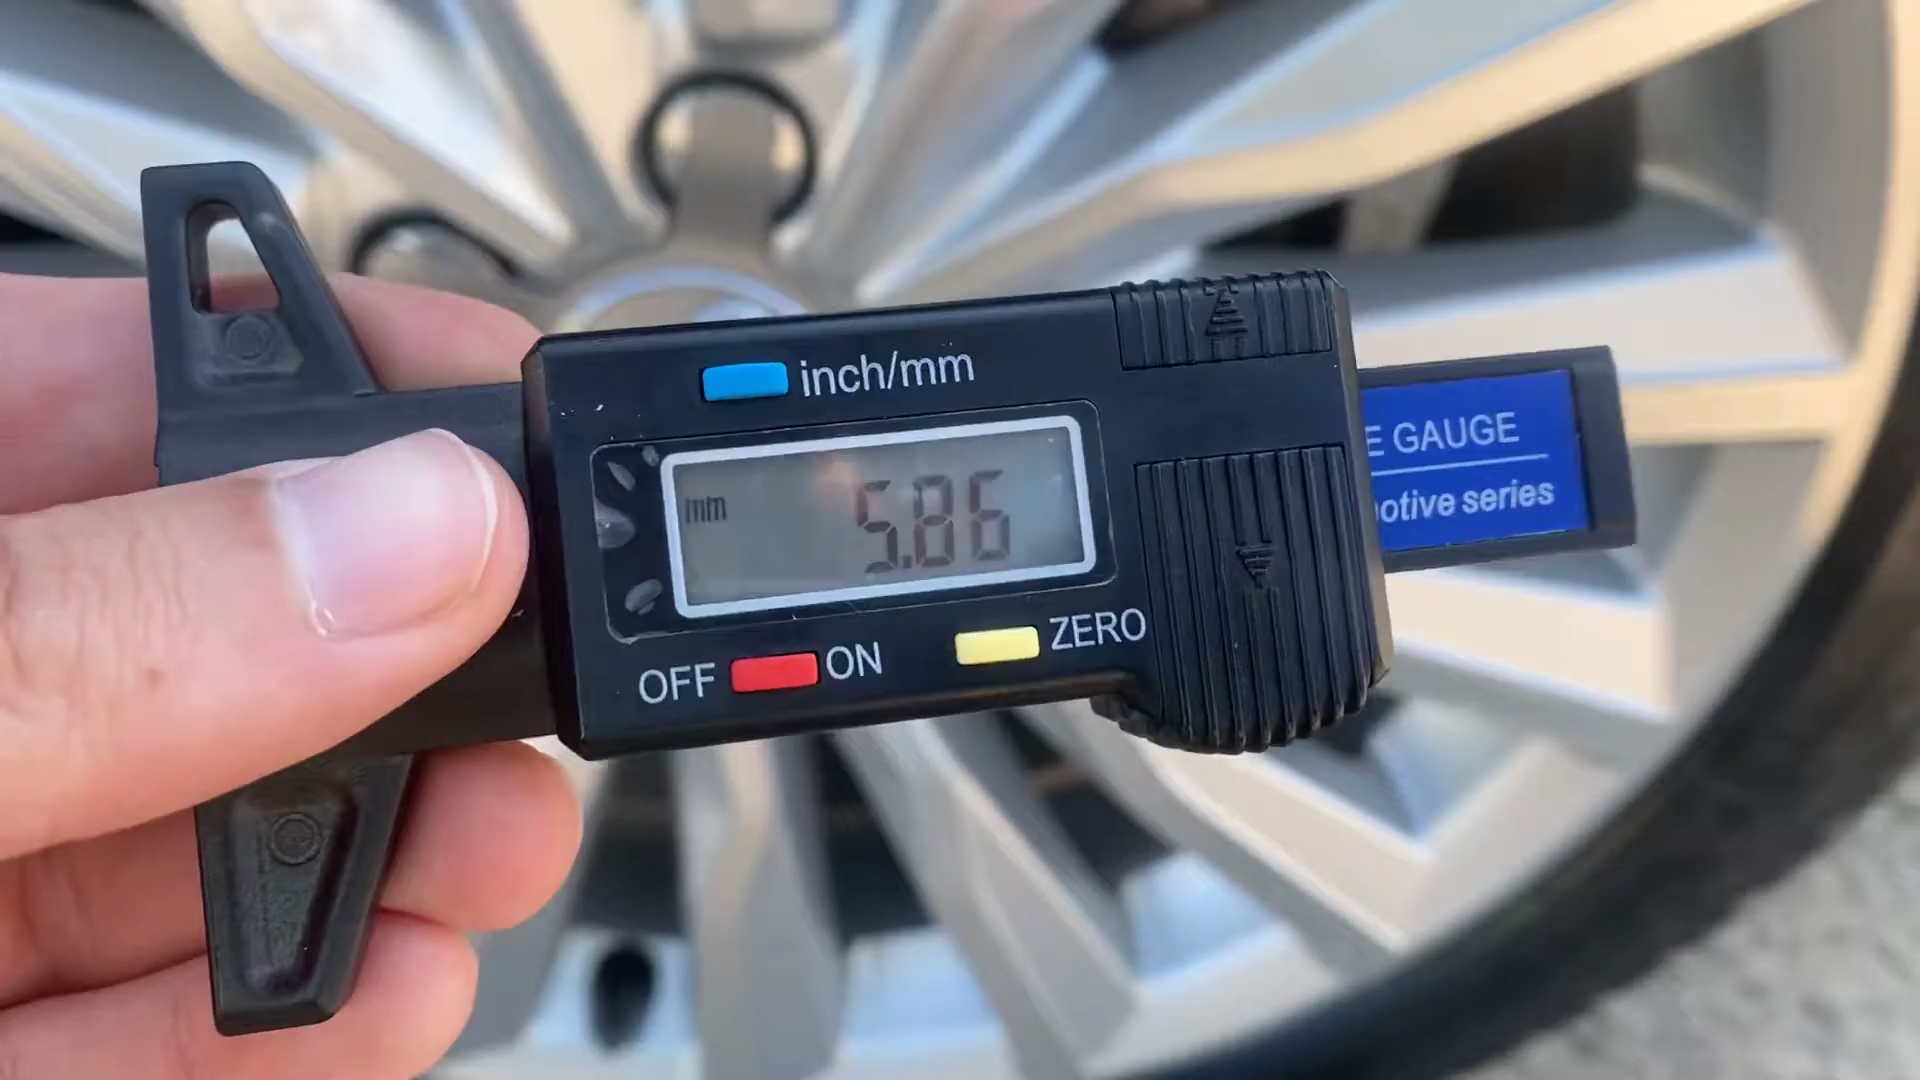 inch/mm
mm 5.86
OFF ON ZERO
E GAUGE
otive series